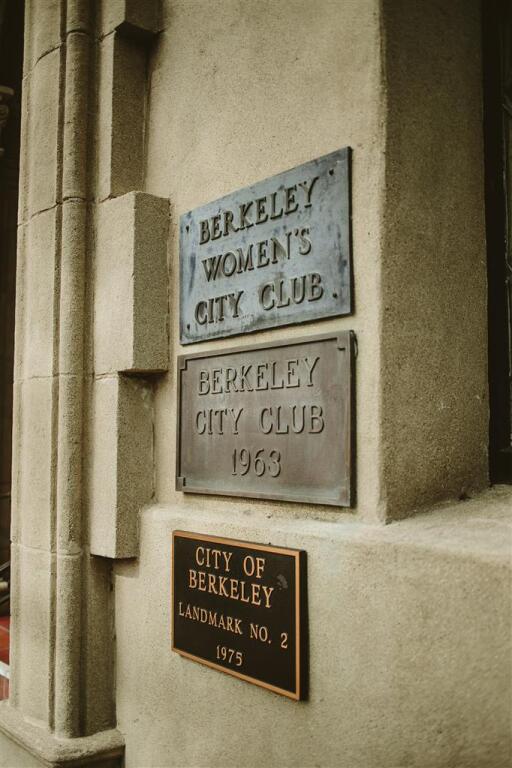 BERKELEY
WOMEN'S
CITY CLUB
BERKELEY
CITY CLUB
1963
CITY OF
BERKELEY
LANDMARK NO. 2
1975